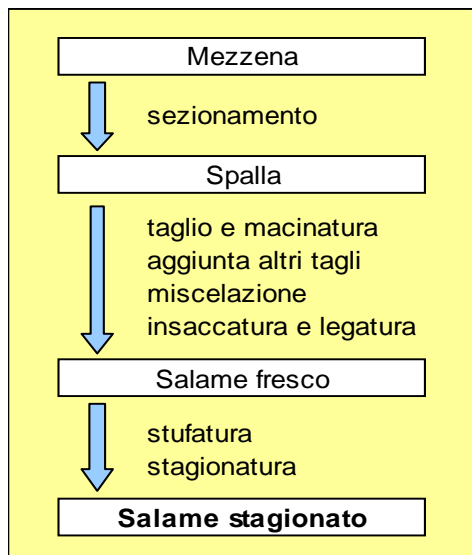 Mezzena
sezionamento
Spalla
taglio e macinatura
aggiunta altri tagli
miscelazione
insaccatura e legatura
Salame fresco
stufatura
stagionatura
Salame stagionato